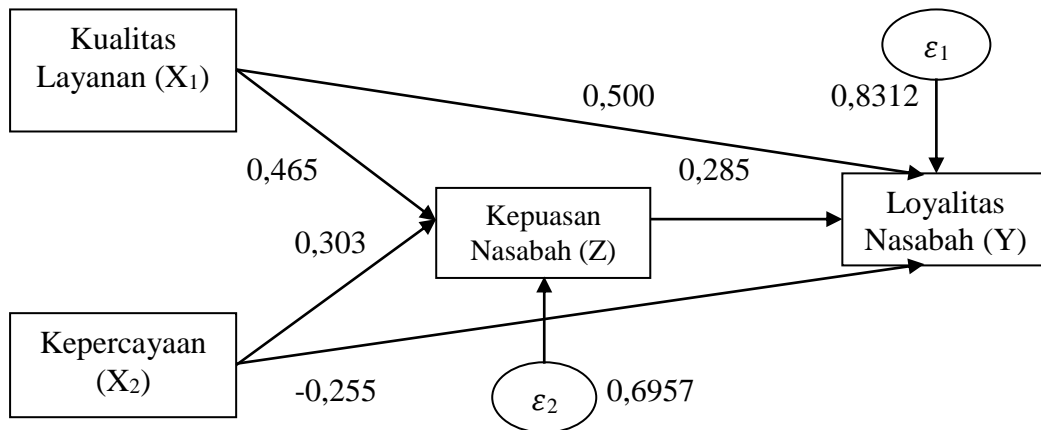 Kualitas
Layanan (X₁)
ε₁
0,500
0,8312
0,465
0,285
Kepuasan
Nasabah (Z)
Loyalitas
Nasabah (Y)
0,303
Kepercayaan
(X₂)
-0,255
ε₂
0,6957